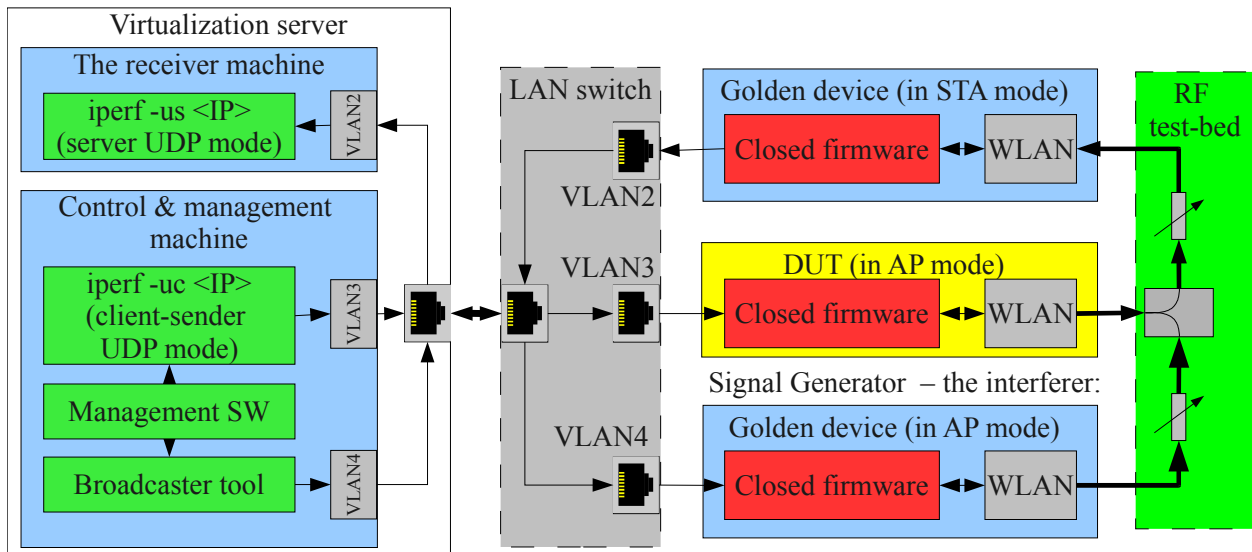 Virtualization server
The receiver machine
iperf -us <IP>
(server UDP mode)
VLAN2
Control & management
machine
iperf -uc <IP>
(client-sender
UDP mode)
VLAN3
Management SW
Broadcaster tool
VLAN4
LAN switch
VLAN2
VLAN3
VLAN4
Golden device (in STA mode)
Closed firmware
WLAN
DUT (in AP mode)
Closed firmware
WLAN
Signal Generator – the interferer:
Golden device (in AP mode)
Closed firmware
WLAN
RF
test-bed